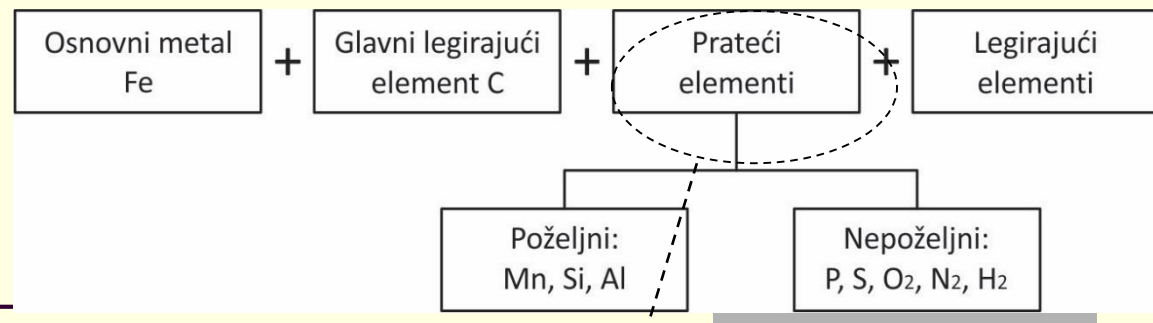 Osnovni metal
Fe
+
Glavni legirajući
element C
+
Prateći
elementi
+
Legirajući
elementi
Poželjni:
Mn, Si, Al
Nepoželjni:
P, S, O₂, N₂, H₂